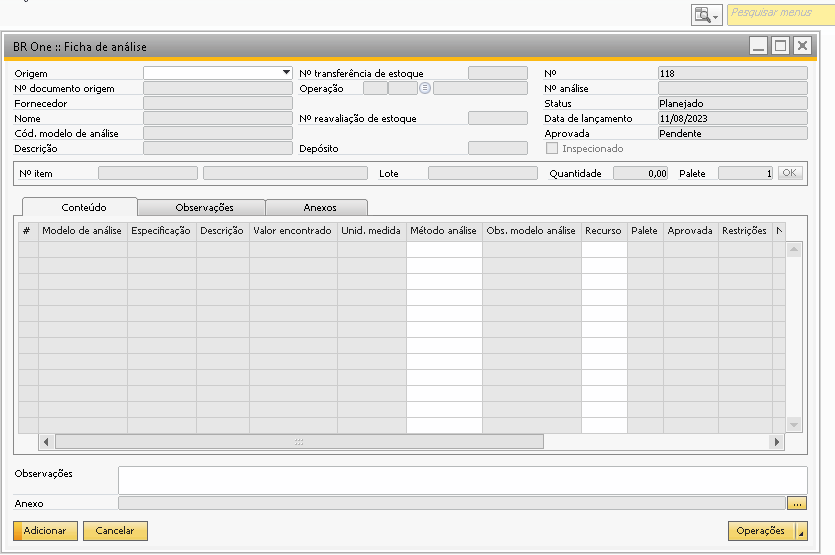 Pesquisar menus
BR One :: Ficha de análise
Origem
Nº transferência de estoque
Nº
118
Nº documento origem
Operação
Nº análise
Fornecedor
Status
Planejado
Nome
Nº reavaliação de estoque
Data de lançamento
11/08/2023
Cód. modelo de análise
Aprovada
Pendente
Descrição
Depósito
Inspecionado
Nº item
Lote
Quantidade
0,00
Palete
1
OK
Conteúdo
Observações
Anexos
# Modelo de análise Especificação Descrição Valor encontrado Unid. medida Método análise Obs. modelo análise Recurso Palete Aprovada Restrições N
Observações
Anexo
...
Adicionar
Cancelar
Operações